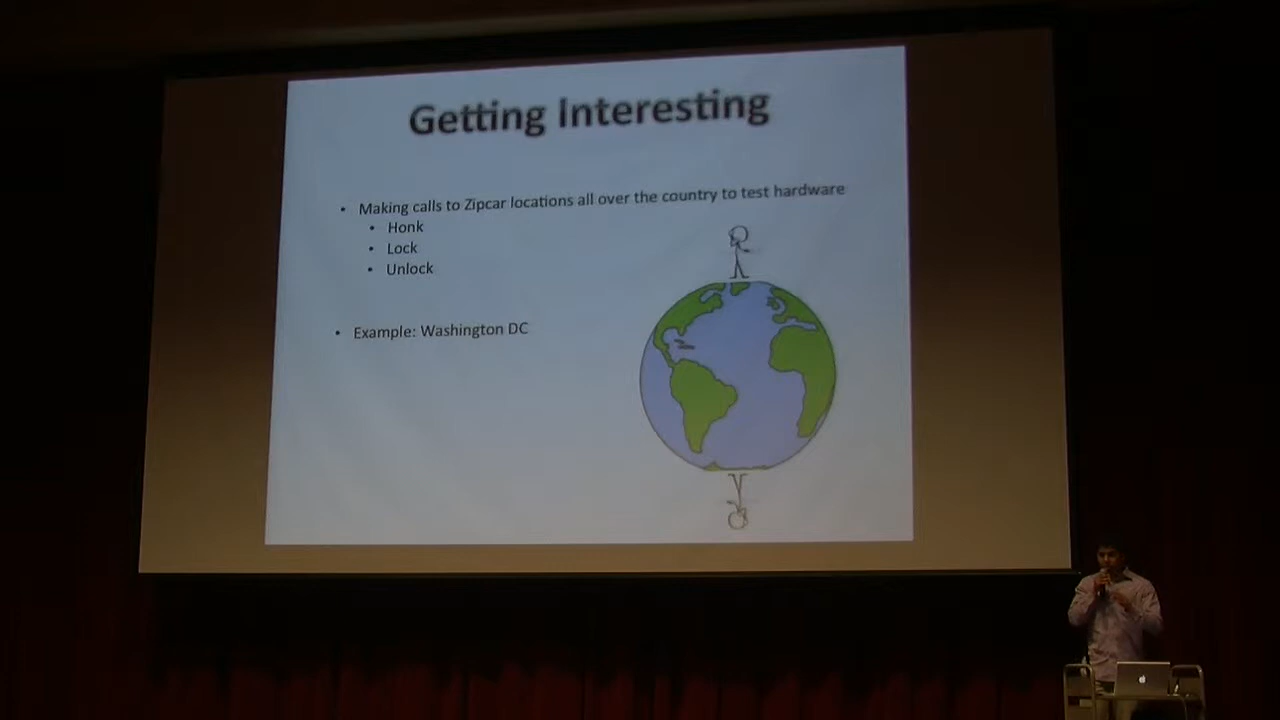 Getting Interesting
• Making calls to Zipcar locations all over the country to test hardware
• Honk
• Lock
• Unlock
• Example: Washington DC